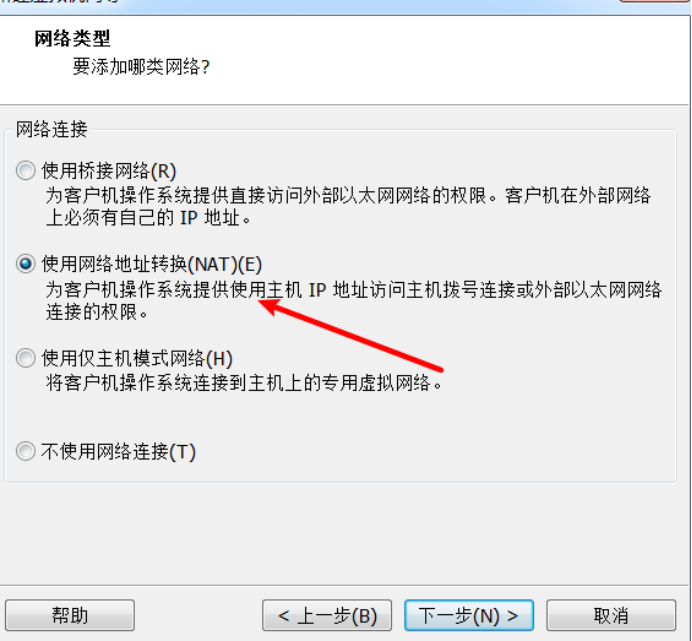 网络类型
要添加哪类网络?
网络连接
使用桥接网络(R)
为客户机操作系统提供直接访问外部以太网网络的权限。客户机在外部网络
上必须有自己的 IP 地址。
使用网络地址转换(NAT)(E)
为客户机操作系统提供使用主机 IP 地址访问主机拨号连接或外部以太网网络
连接的权限。
使用仅主机模式网络(H)
将客户机操作系统连接到主机上的专用虚拟网络。
不使用网络连接(T)
帮助
< 上一步(B)
下一步(N) >
取消